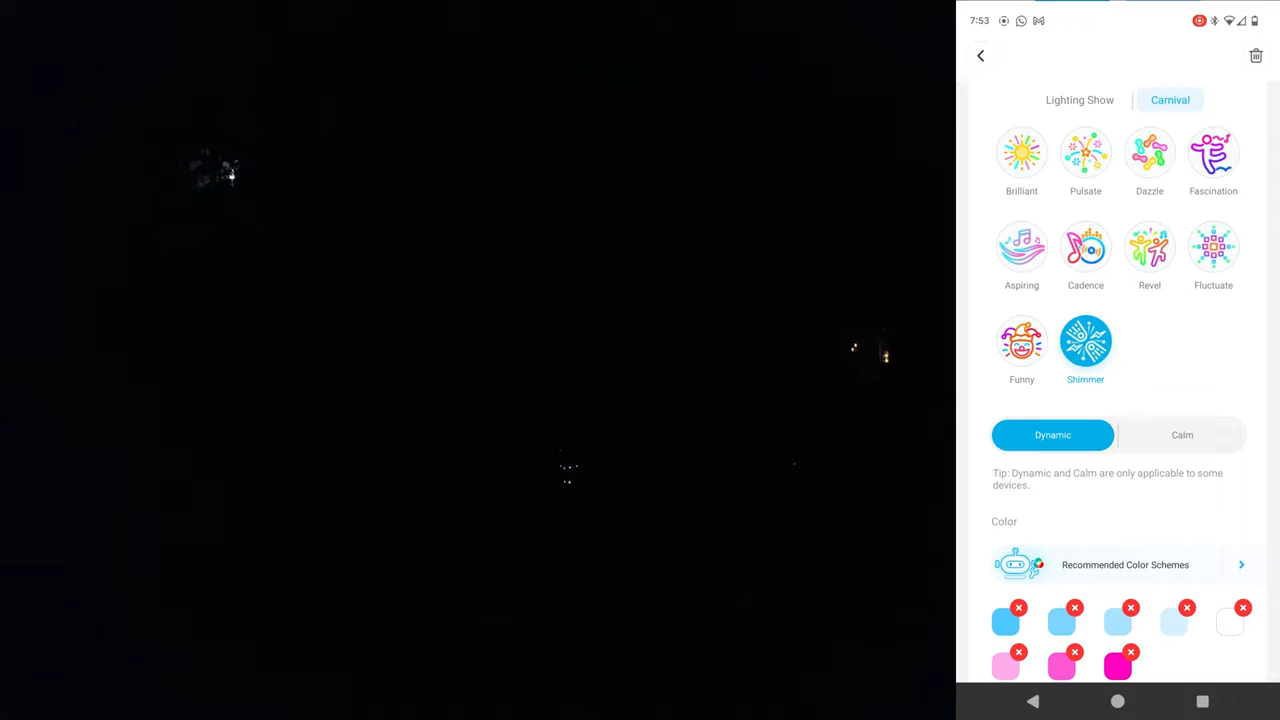 7:53
Lighting Show
Carnival
Brilliant
Pulsate
Dazzle
Fascination
Aspiring
Cadence
Revel
Fluctuate
Funny
Shimmer
Dynamic
Calm
Tip: Dynamic and Calm are only applicable to some
devices.
Color
Recommended Color Schemes